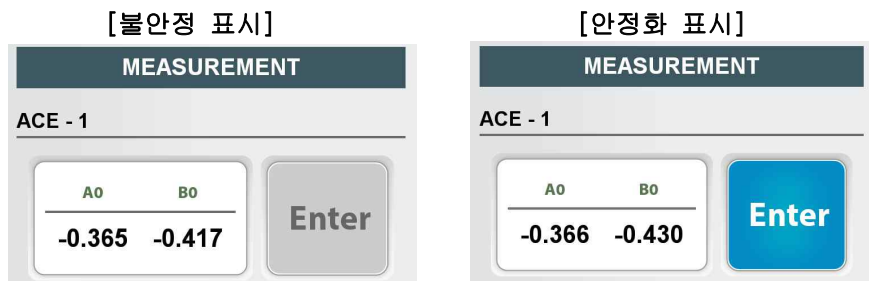 [불안정 표시]
MEASUREMENT
ACE - 1
A0 B0
-0.365 -0.417
Enter
[안정화 표시]
MEASUREMENT
ACE - 1
A0 B0
-0.366 -0.430
Enter